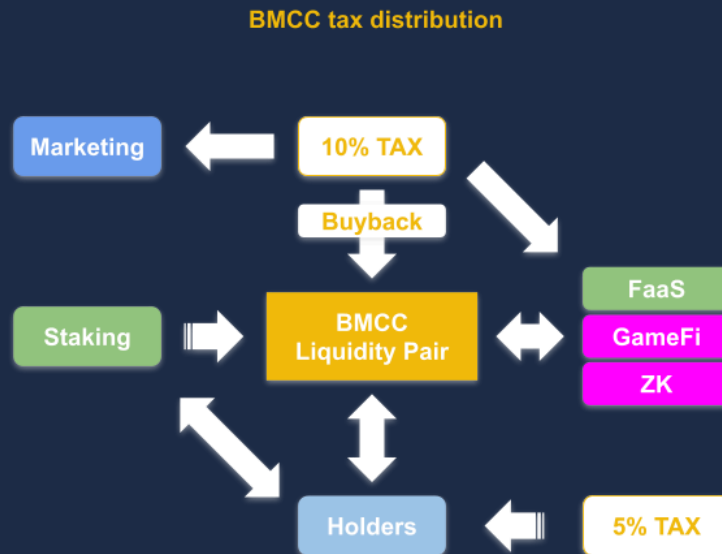 BMCC tax distribution
Marketing
10% TAX
Buyback
FaaS
Staking
BMCC
Liquidity Pair
GameFi
ZK
Holders
5% TAX